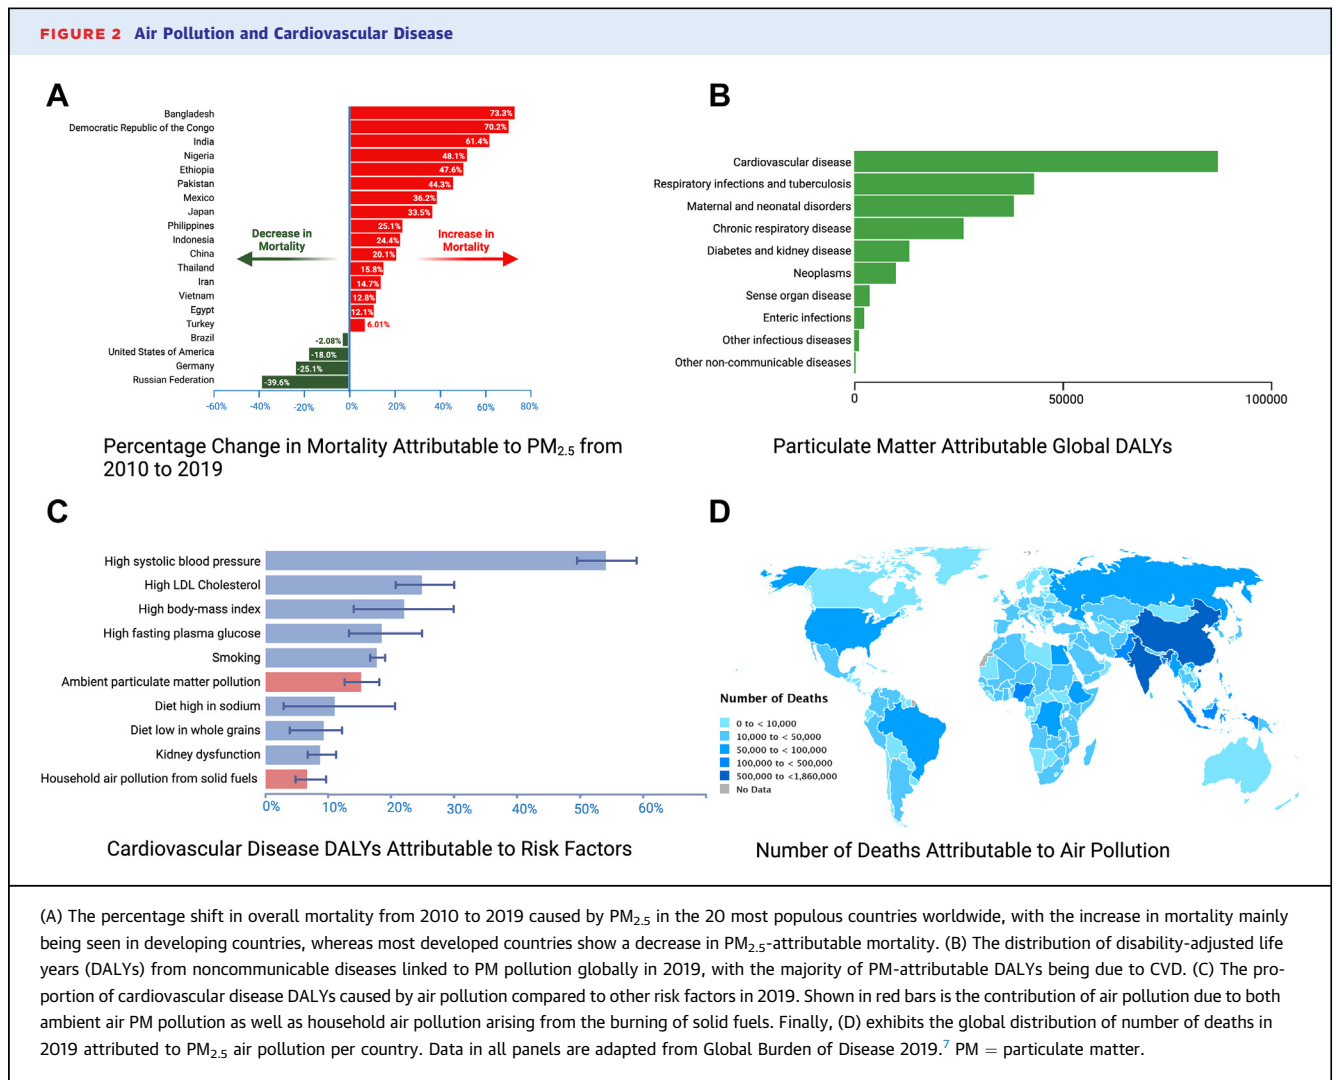 FIGURE 2 Air Pollution and Cardiovascular Disease
A
Bangladesh 73.3%
Democratic Republic of the Congo 70.2%
India 61.4%
Nigeria 48.1%
Ethiopia 47.6%
Pakistan 44.3%
Mexico 36.2%
Japan 33.5%
Philippines 25.1%
Indonesia 24.4%
China 20.1%
Thailand 15.8%
Iran 14.7%
Vietnam 12.8%
Egypt 12.1%
Turkey 6.01%
Brazil -2.08%
United States of America -18.0%
Germany -25.1%
Russian Federation -39.6%
Decrease in
Mortality
Increase in
Mortality
-60% -40% -20% 0% 20% 40% 60% 80%
Percentage Change in Mortality Attributable to PM2.5 from
2010 to 2019
B
Cardiovascular disease
Respiratory infections and tuberculosis
Maternal and neonatal disorders
Chronic respiratory disease
Diabetes and kidney disease
Neoplasms
Sense organ disease
Enteric infections
Other infectious diseases
Other non-communicable diseases
0 50000 100000
Particulate Matter Attributable Global DALYs
C
High systolic blood pressure
High LDL Cholesterol
High body-mass index
High fasting plasma glucose
Smoking
Ambient particulate matter pollution
Diet high in sodium
Diet low in whole grains
Kidney dysfunction
Household air pollution from solid fuels
0% 10% 20% 30% 40% 50% 60%
Cardiovascular Disease DALYs Attributable to Risk Factors
D
Number of Deaths
0 to < 10,000
10,000 to < 50,000
50,000 to < 100,000
100,000 to < 500,000
500,000 to <1,860,000
No Data
Number of Deaths Attributable to Air Pollution
(A) The percentage shift in overall mortality from 2010 to 2019 caused by PM2.5 in the 20 most populous countries worldwide, with the increase in mortality mainly
being seen in developing countries, whereas most developed countries show a decrease in PM2.5-attributable mortality. (B) The distribution of disability-adjusted life
years (DALYs) from noncommunicable diseases linked to PM pollution globally in 2019, with the majority of PM-attributable DALYs being due to CVD. (C) The pro-
portion of cardiovascular disease DALYs caused by air pollution compared to other risk factors in 2019. Shown in red bars is the contribution of air pollution due to both
ambient air PM pollution as well as household air pollution arising from the burning of solid fuels. Finally, (D) exhibits the global distribution of number of deaths in
2019 attributed to PM2.5 air pollution per country. Data in all panels are adapted from Global Burden of Disease 2019.7 PM = particulate matter.